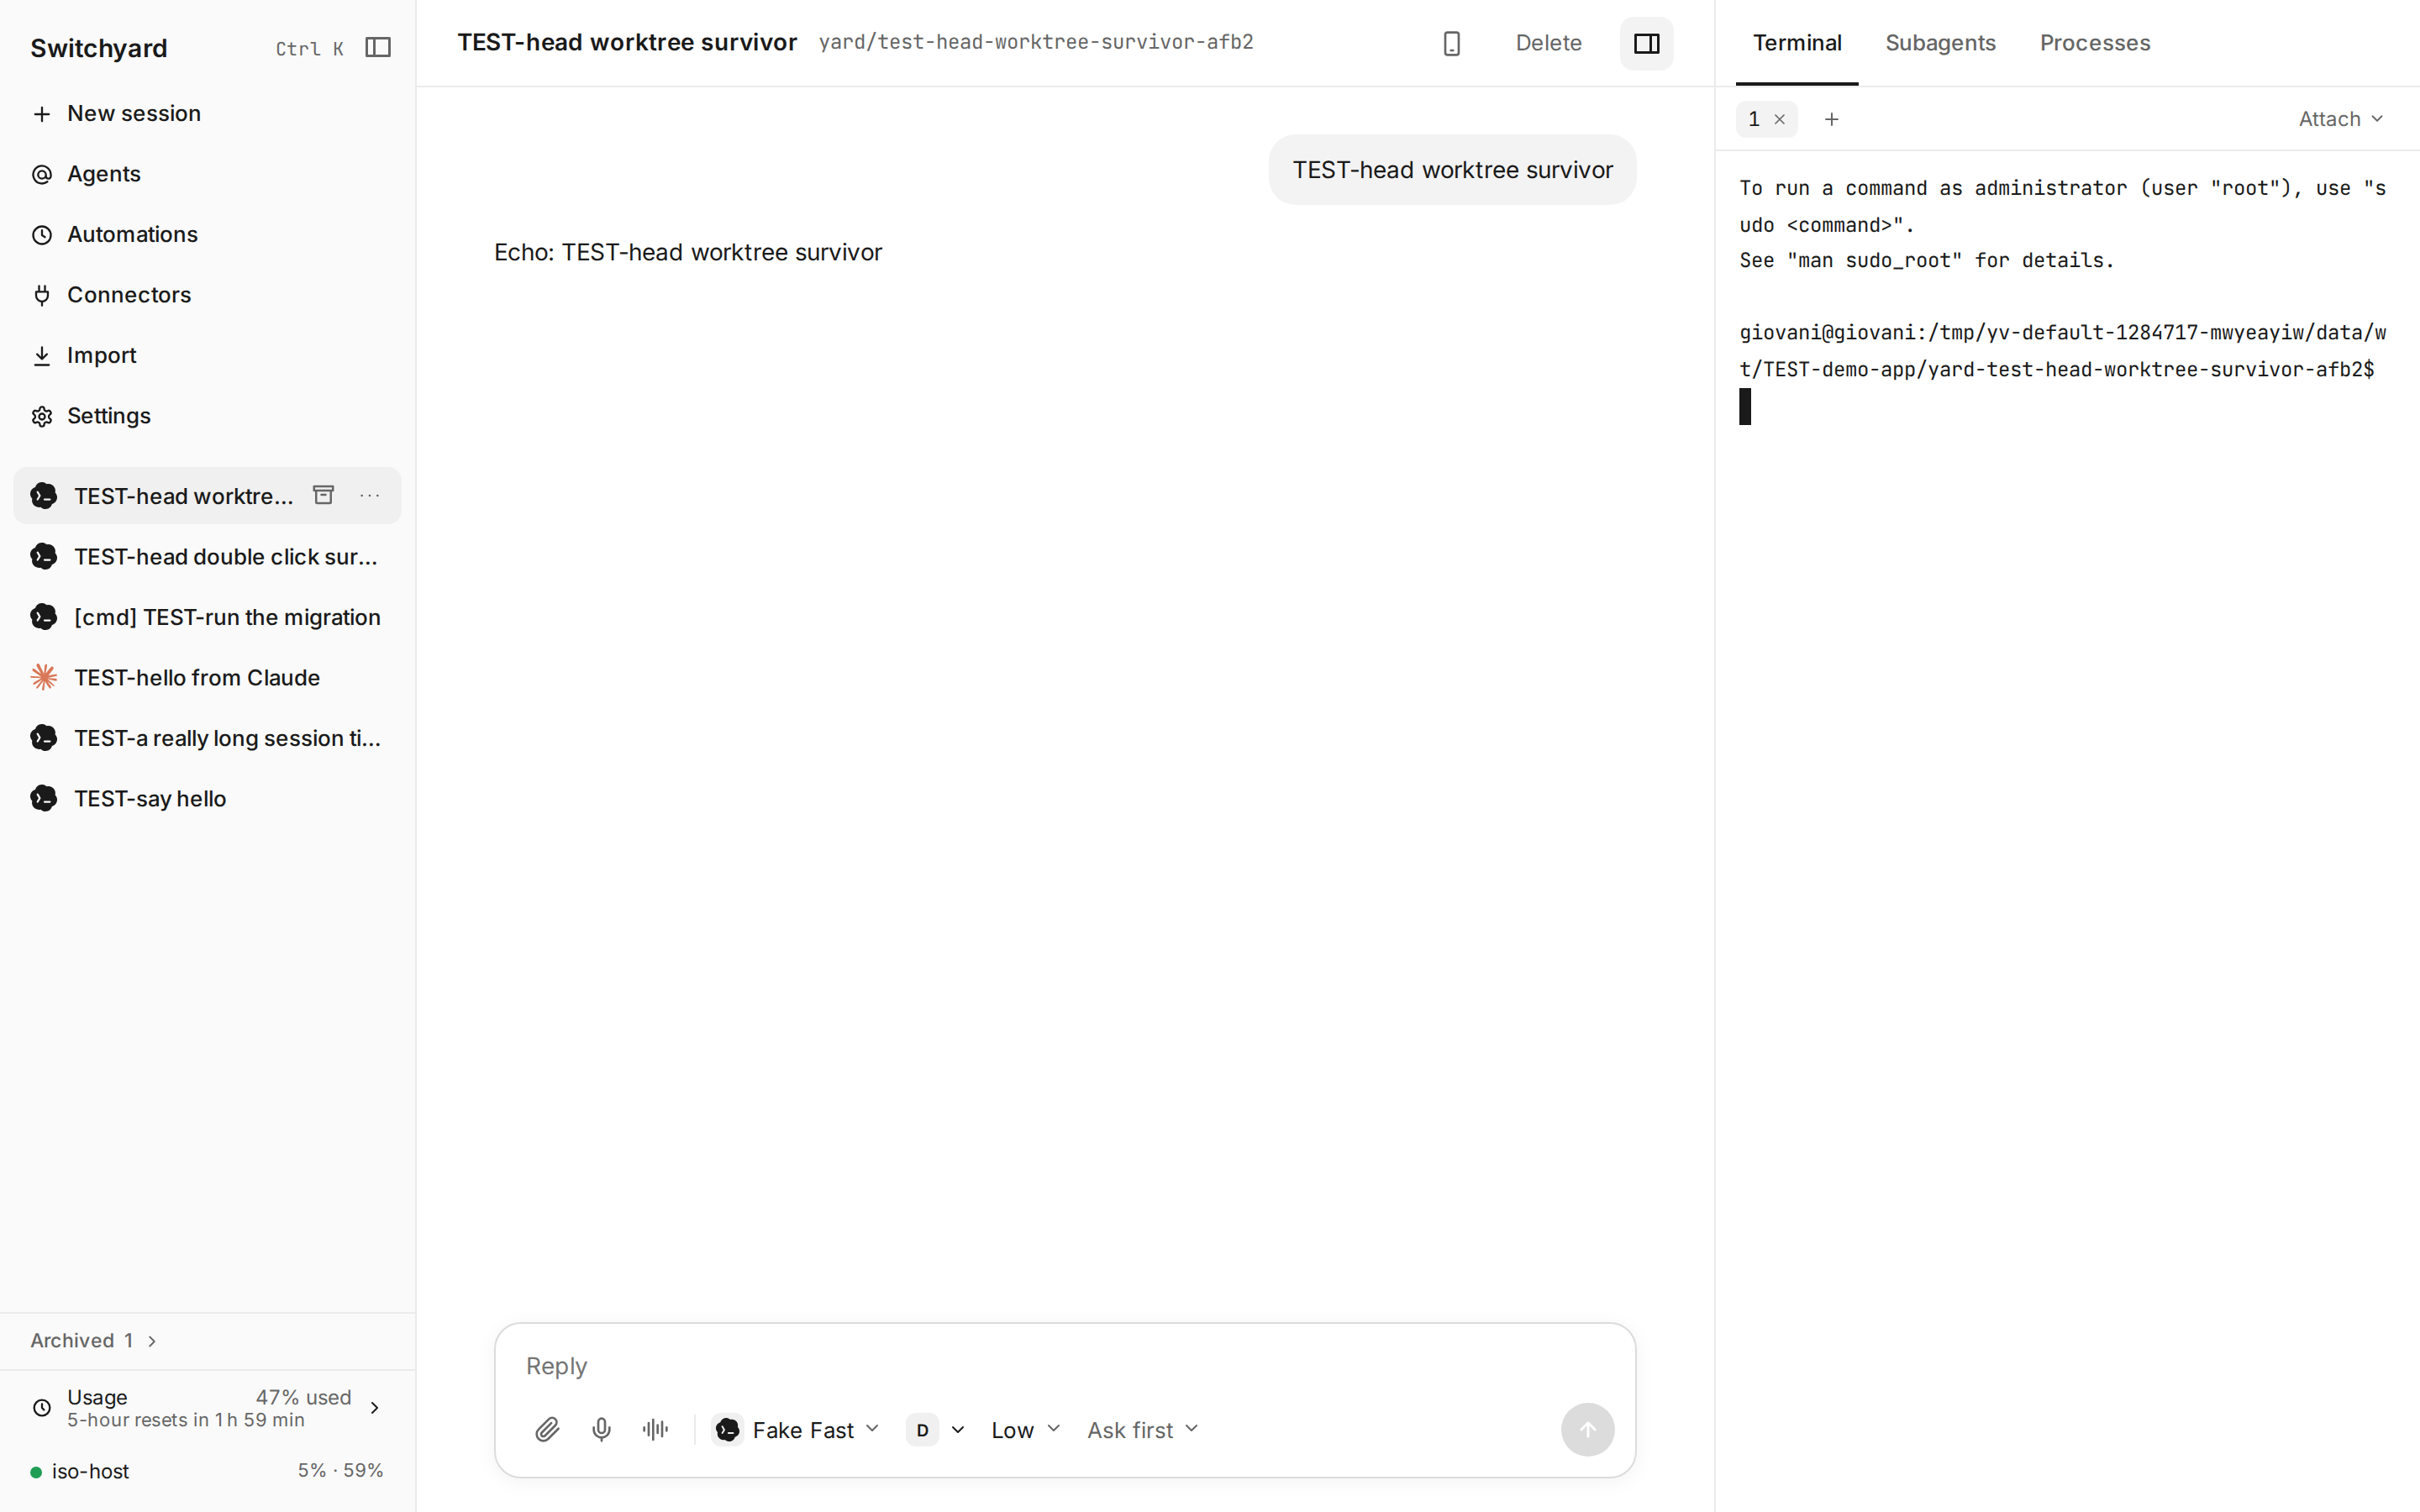 Switchyard
Ctrl K
New session
Agents
Automations
Connectors
Import
Settings
TEST-head worktre...
TEST-head double click sur...
[cmd] TEST-run the migration
TEST-hello from Claude
TEST-a really long session ti...
TEST-say hello
Archived 1
Usage 47% used
5-hour resets in 1 h 59 min
iso-host 5% · 59%
TEST-head worktree survivor yard/test-head-worktree-survivor-afb2
Delete
TEST-head worktree survivor
Echo: TEST-head worktree survivor
Reply
Fake Fast D Low Ask first
Terminal Subagents Processes
1
Attach
To run a command as administrator (user "root"), use "s
udo <command>".
See "man sudo_root" for details.
giovani@giovani:/tmp/yv-default-1284717-mwyeayiw/data/w
t/TEST-demo-app/yard-test-head-worktree-survivor-afb2$